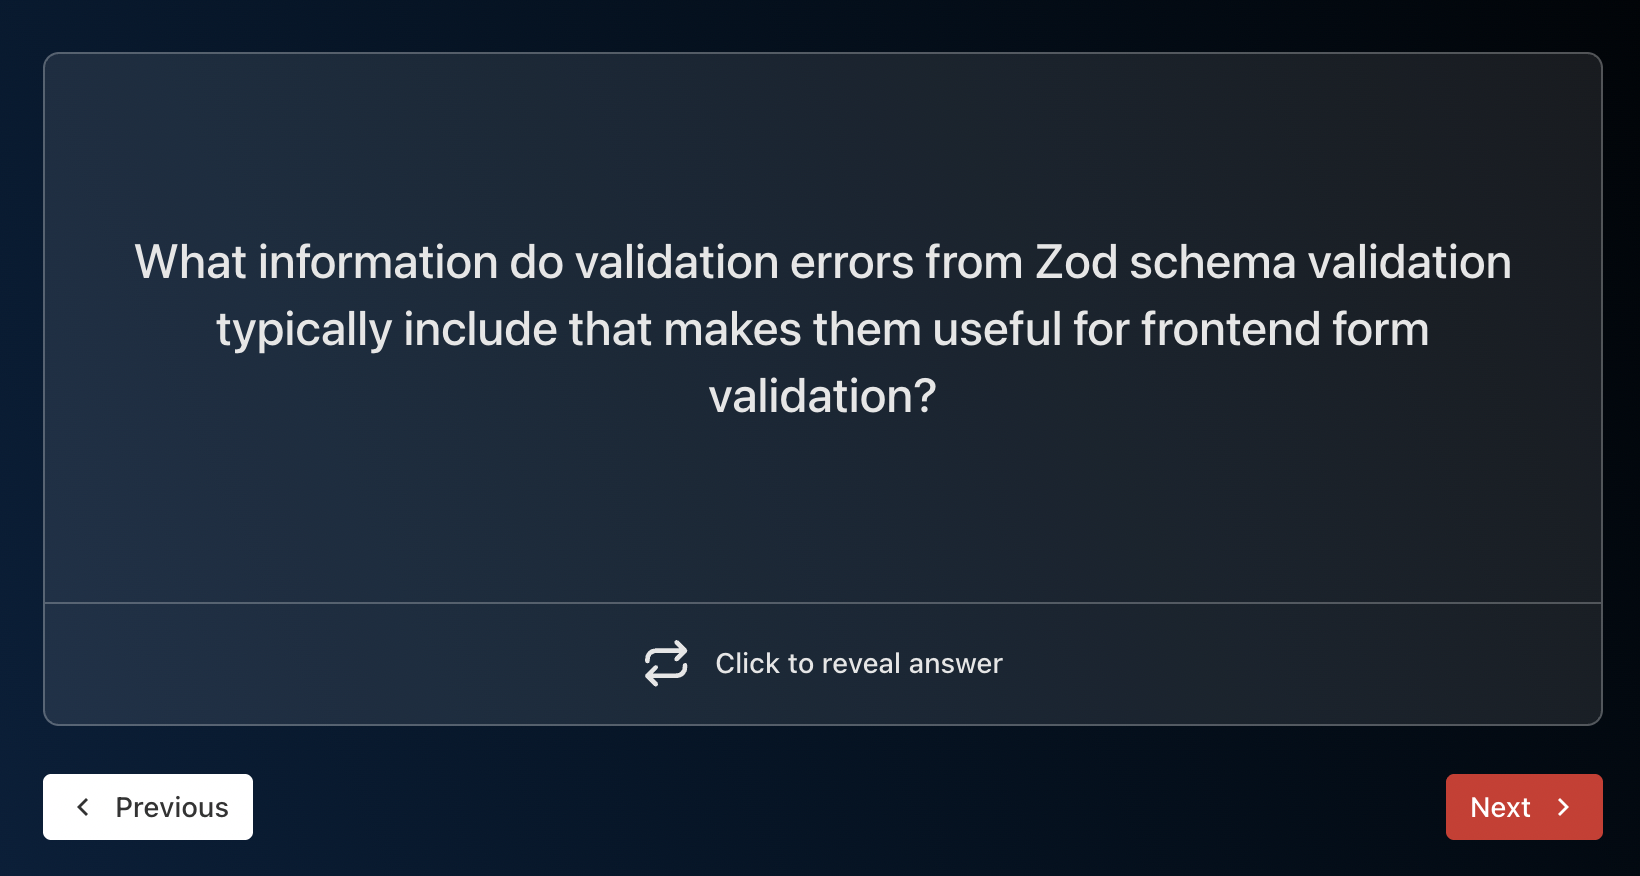 What information do validation errors from Zod schema validation
typically include that makes them useful for frontend form
validation?
Click to reveal answer
Previous
Next